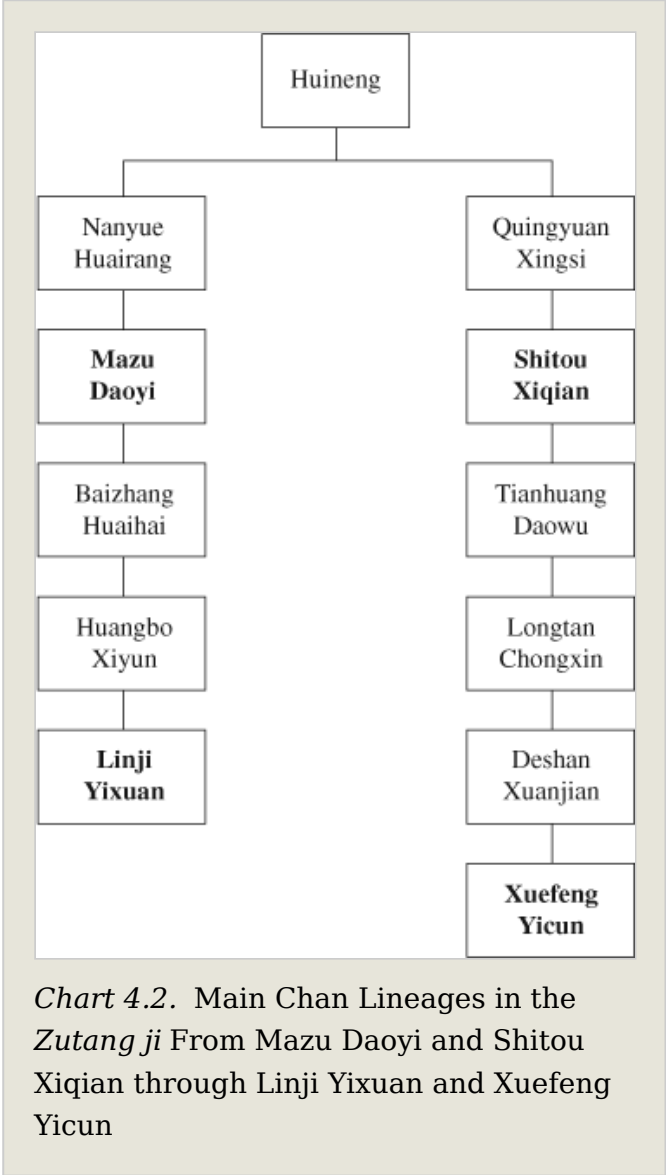 Huineng
Nanyue
Huairang
Quingyuan
Xingsi
Mazu
Daoyi
Shitou
Xiqian
Baizhang
Huaihai
Tianhuang
Daowu
Huangbo
Xiyun
Longtan
Chongxin
Linji
Yixuan
Deshan
Xuanjian
Xuefeng
Yicun
Chart 4.2. Main Chan Lineages in the
Zutang ji From Mazu Daoyi and Shitou
Xiqian through Linji Yixuan and Xuefeng
Yicun